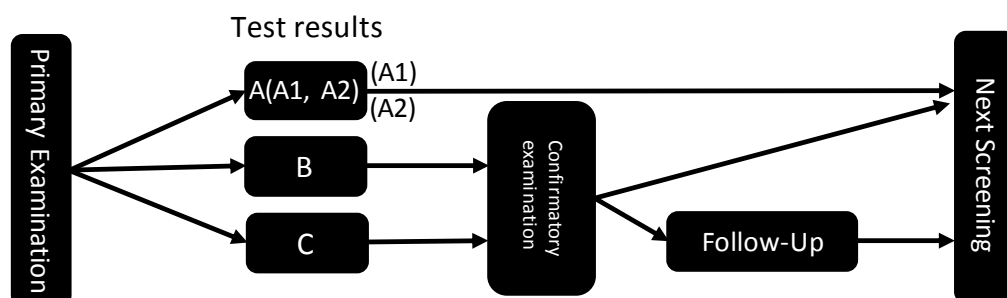 Test results
Primary Examination
A(A1, A2)
(A1)
(A2)
B
C
Confirmatory
examination
Follow-Up
Next Screening